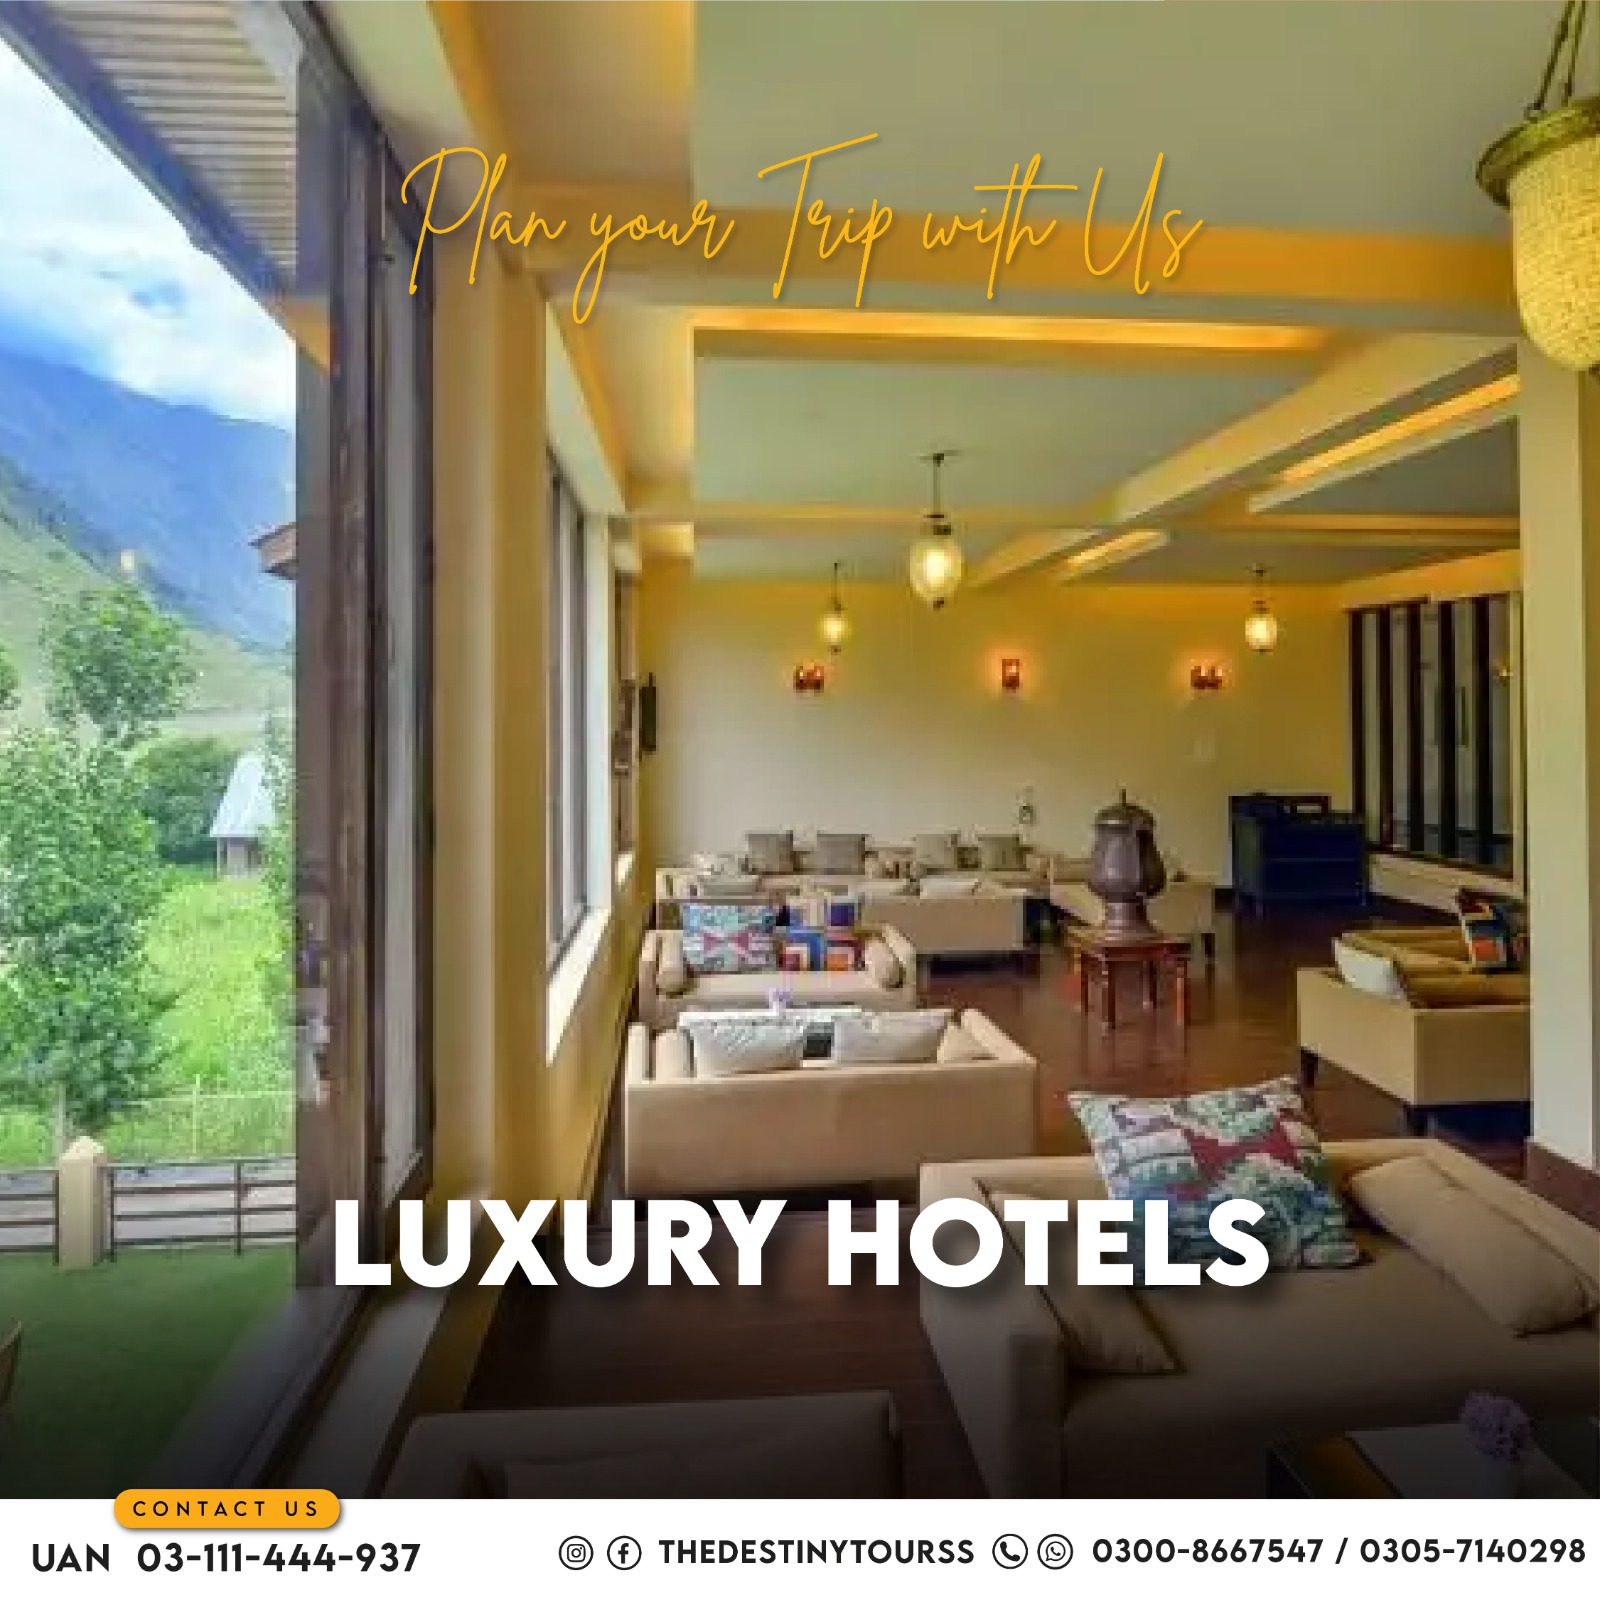 Plan your Trip with Us
LUXURY HOTELS
CONTACT US
UAN 03-111-444-937
THEDESTINYTOURSS 0300-8667547 / 0305-7140298